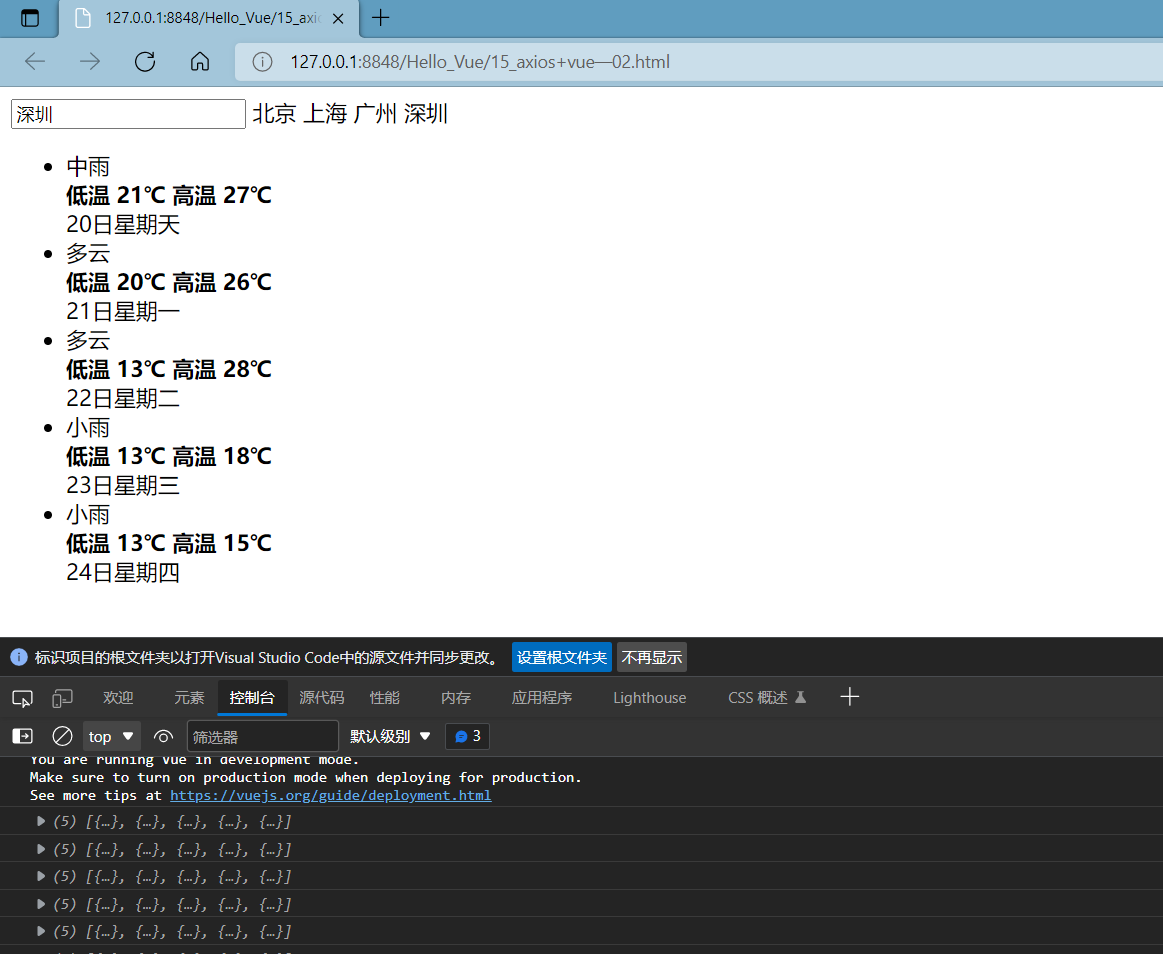 127.0.0.1:8848/Hello_Vue/15_axio
127.0.0.1:8848/Hello_Vue/15_axios+vue—02.html
深圳 北京 上海 广州 深圳
中雨
低温 21℃ 高温 27℃
20日星期天
多云
低温 20℃ 高温 26℃
21日星期一
多云
低温 13℃ 高温 28℃
22日星期二
小雨
低温 13℃ 高温 18℃
23日星期三
小雨
低温 13℃ 高温 15℃
24日星期四
标识项目的根文件夹以打开Visual Studio Code中的源文件并同步更改。 设置根文件夹 不再显示
欢迎 元素 控制台 源代码 性能 内存 应用程序 Lighthouse CSS 概述
top 筛选器 默认级别 3
You are running Vue in development mode.
Make sure to turn on production mode when deploying for production.
See more tips at https://vuejs.org/guide/deployment.html
(5) [{…}, {…}, {…}, {…}, {…}]
(5) [{…}, {…}, {…}, {…}, {…}]
(5) [{…}, {…}, {…}, {…}, {…}]
(5) [{…}, {…}, {…}, {…}, {…}]
(5) [{…}, {…}, {…}, {…}, {…}]